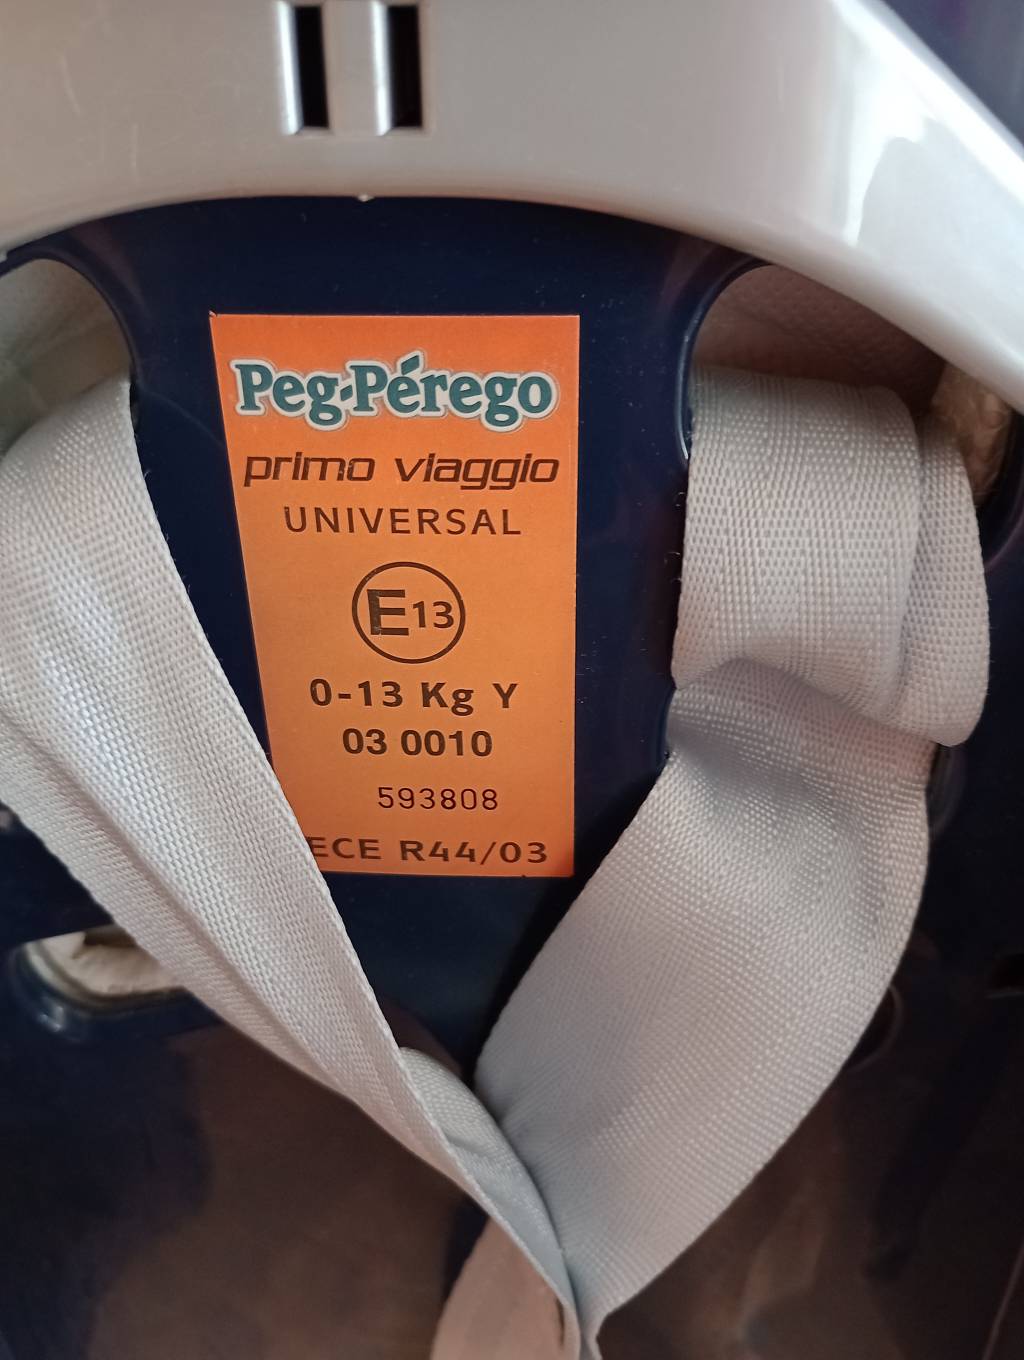 Peg-Pérego
primo viaggio
UNIVERSAL
E13
0-13 Kg Y
03 0010
593808
ECE R44/03